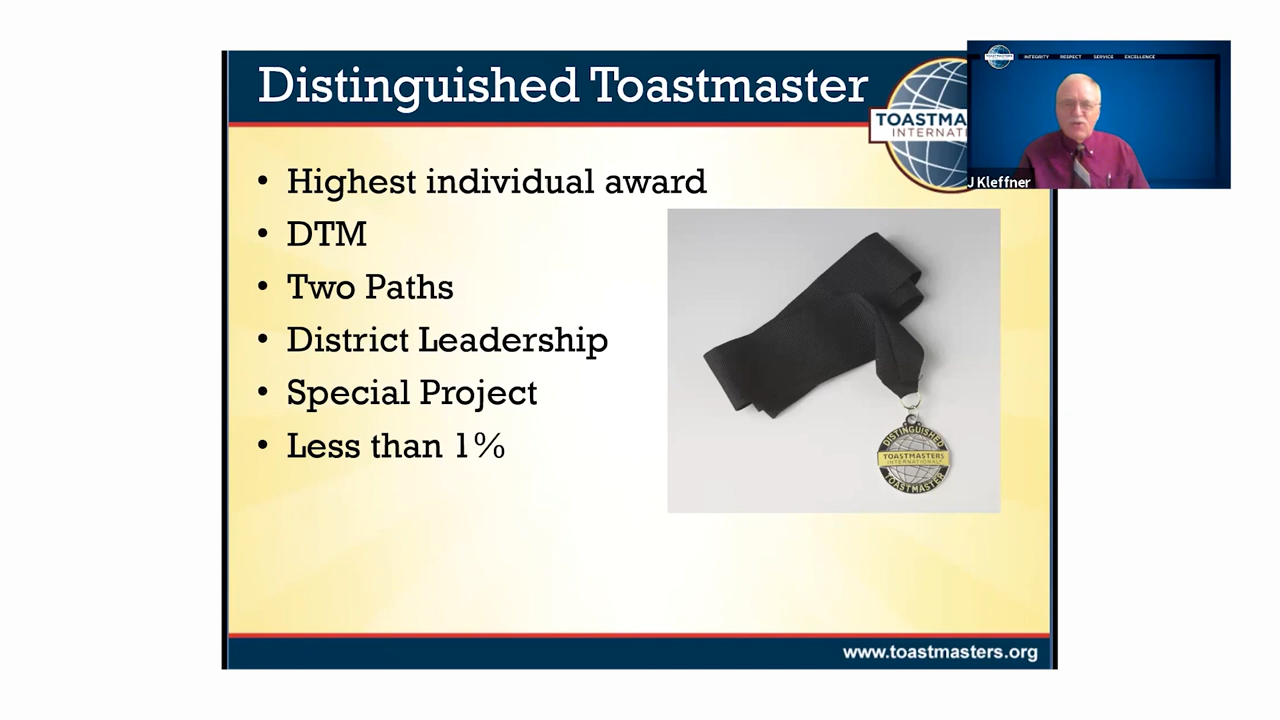 Distinguished Toastmaster
TOASTMA
INTERNATI
INTEGRITY RESPECT SERVICE EXCELLENCE
J Kleffner
• Highest individual award
• DTM
• Two Paths
• District Leadership
• Special Project
• Less than 1%
DISTINGUISHED
TOASTMASTERS
INTERNATIONAL
TOASTMASTER
www.toastmasters.org